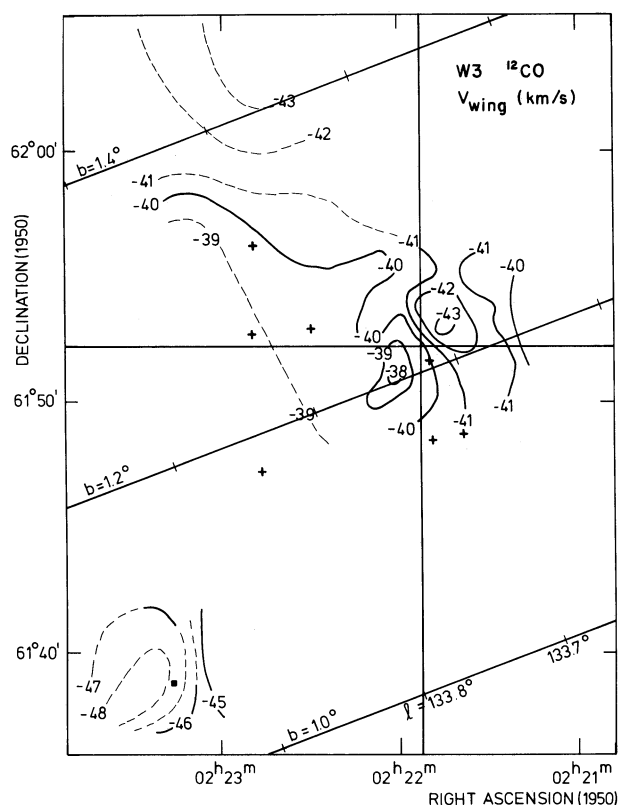 W3 ¹²CO
V_wing (km/s)
-43
-42
62°00'
b=1.4°
-41
-40
-39
-41
-41
-40
-40
-42
-43
-40
-39
-38
DECLINATION (1950)
61°50'
-39
-40
-41
-41
b=1.2°
61°40'
-47
-48
-46
-45
b=1.0°
l=133.8°
133.7°
02ʰ23ᵐ
02ʰ22ᵐ
02ʰ21ᵐ
RIGHT ASCENSION (1950)